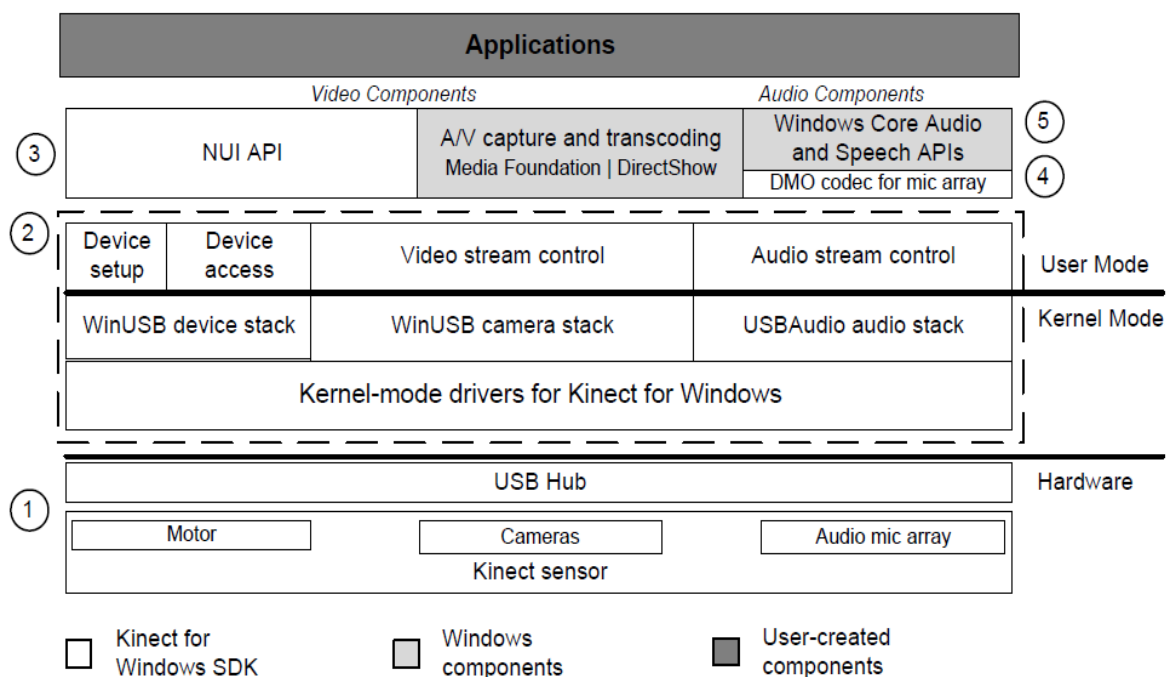 Applications
Video Components
Audio Components
3
NUI API
A/V capture and transcoding
Media Foundation | DirectShow
Windows Core Audio
and Speech APIs
5
DMO codec for mic array
4
2
Device
setup
Device
access
Video stream control
Audio stream control
User Mode
WinUSB device stack
WinUSB camera stack
USBAudio audio stack
Kernel Mode
Kernel-mode drivers for Kinect for Windows
USB Hub
Hardware
1
Motor
Cameras
Audio mic array
Kinect sensor
Kinect for
Windows SDK
Windows
components
User-created
components